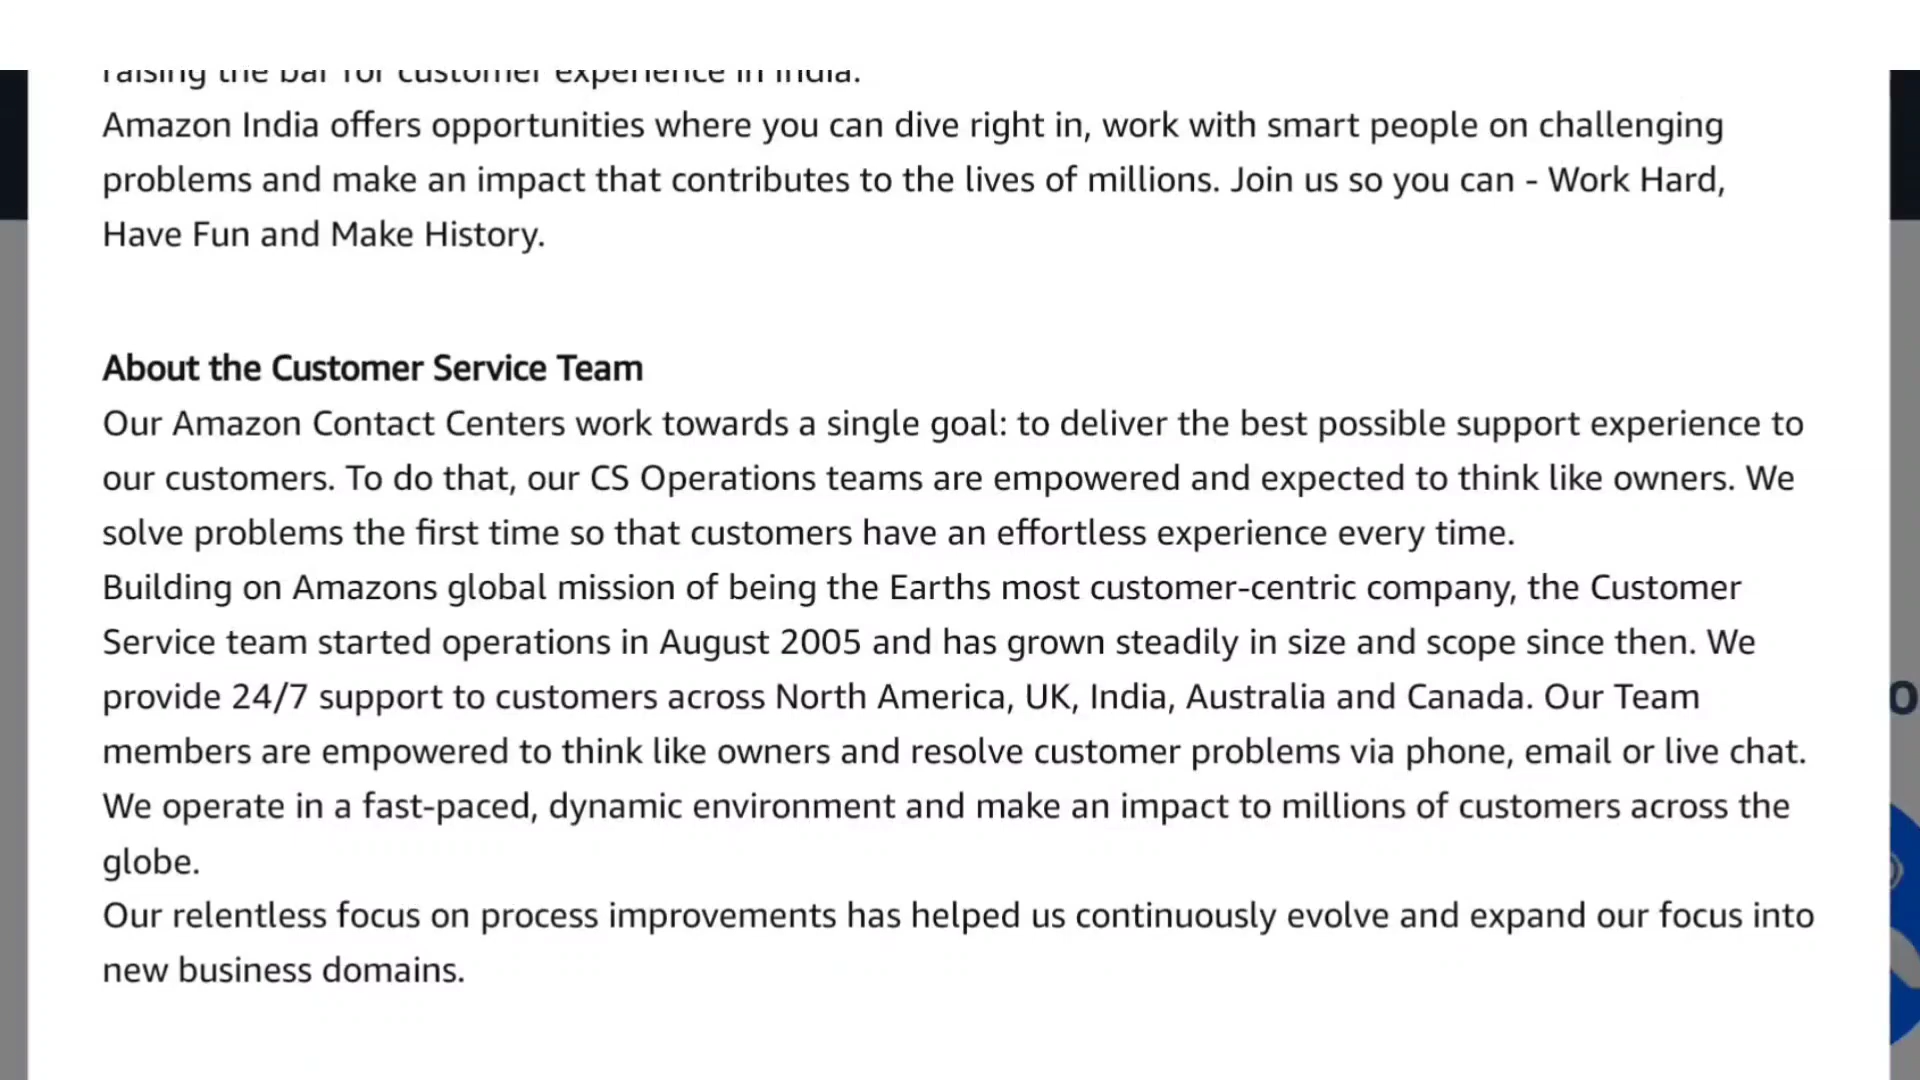 raising the bar for customer experience in India.
Amazon India offers opportunities where you can dive right in, work with smart people on challenging
problems and make an impact that contributes to the lives of millions. Join us so you can - Work Hard,
Have Fun and Make History.
About the Customer Service Team
Our Amazon Contact Centers work towards a single goal: to deliver the best possible support experience to
our customers. To do that, our CS Operations teams are empowered and expected to think like owners. We
solve problems the first time so that customers have an effortless experience every time.
Building on Amazons global mission of being the Earths most customer-centric company, the Customer
Service team started operations in August 2005 and has grown steadily in size and scope since then. We
provide 24/7 support to customers across North America, UK, India, Australia and Canada. Our Team
members are empowered to think like owners and resolve customer problems via phone, email or live chat.
We operate in a fast-paced, dynamic environment and make an impact to millions of customers across the
globe.
Our relentless focus on process improvements has helped us continuously evolve and expand our focus into
new business domains.